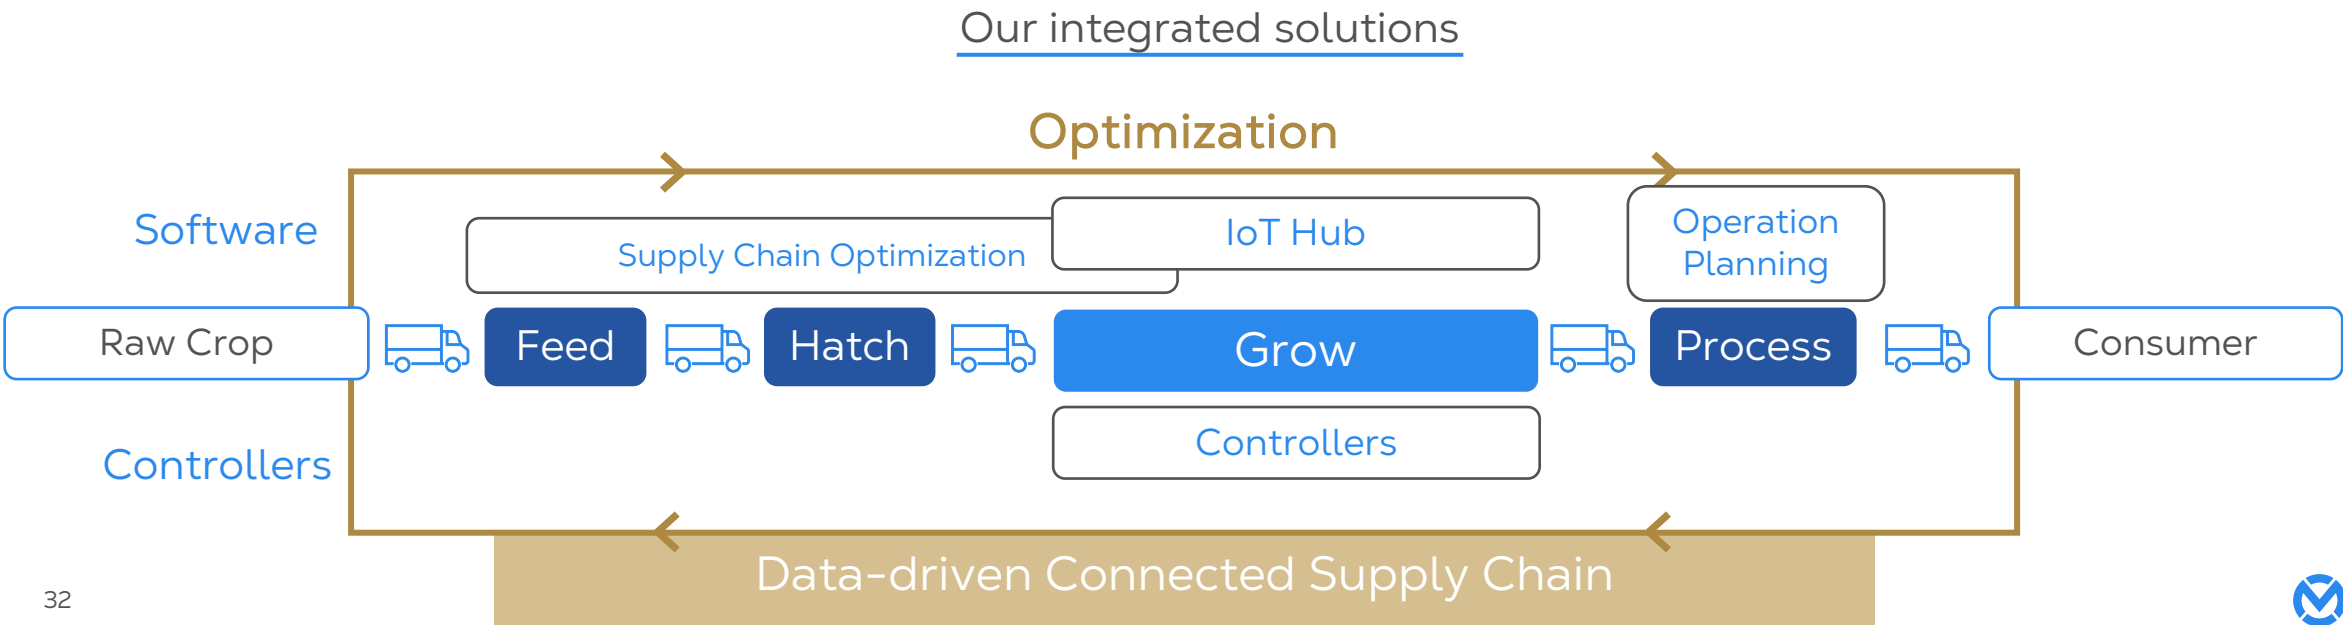 Our integrated solutions
Optimization
Software
Supply Chain Optimization
IoT Hub
Operation
Planning
Raw Crop
Feed
Hatch
Grow
Process
Consumer
Controllers
Controllers
Data-driven Connected Supply Chain
32